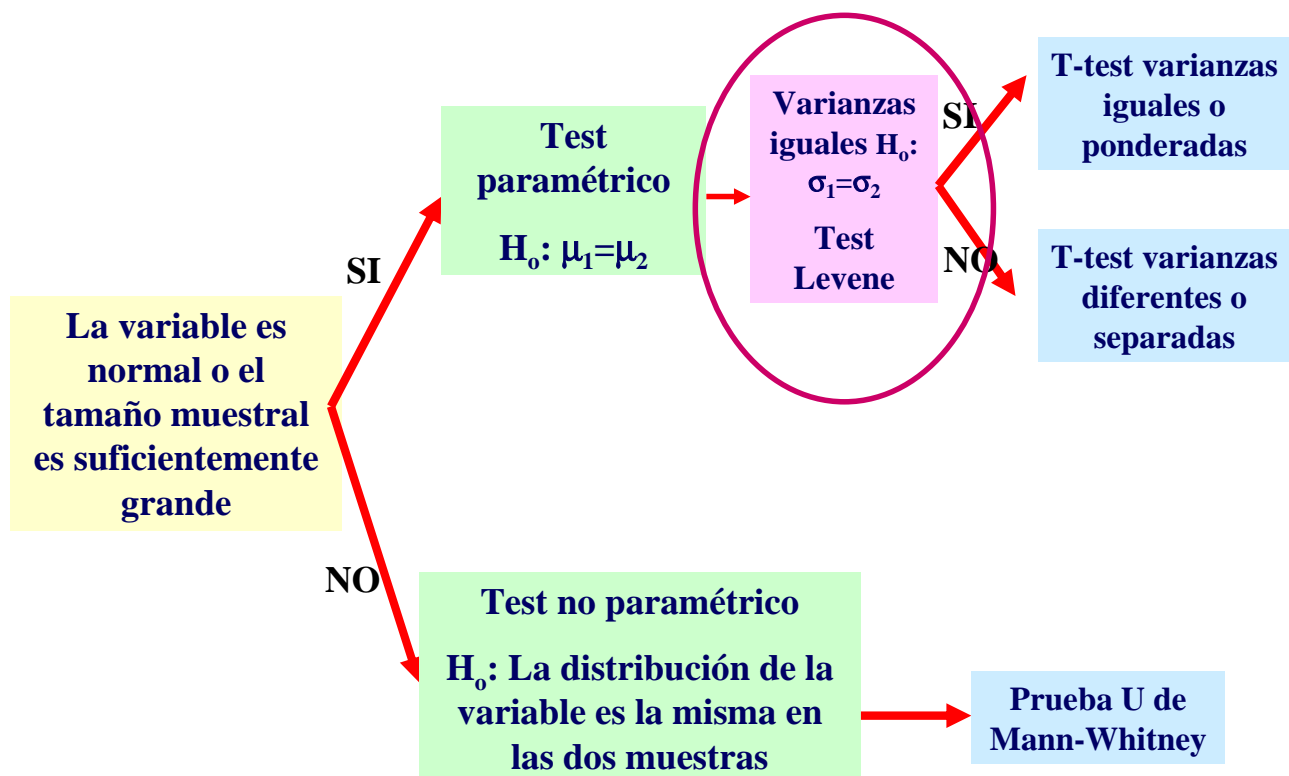 La variable es
normal o el
tamaño muestral
es suficientemente
grande
SI
Test
paramétrico
Ho: μ1=μ2
Varianzas
iguales Ho:
σ1=σ2
Test
Levene
SI
T-test varianzas
iguales o
ponderadas
NO
T-test varianzas
diferentes o
separadas
NO
Test no paramétrico
Ho: La distribución de la
variable es la misma en
las dos muestras
Prueba U de
Mann-Whitney